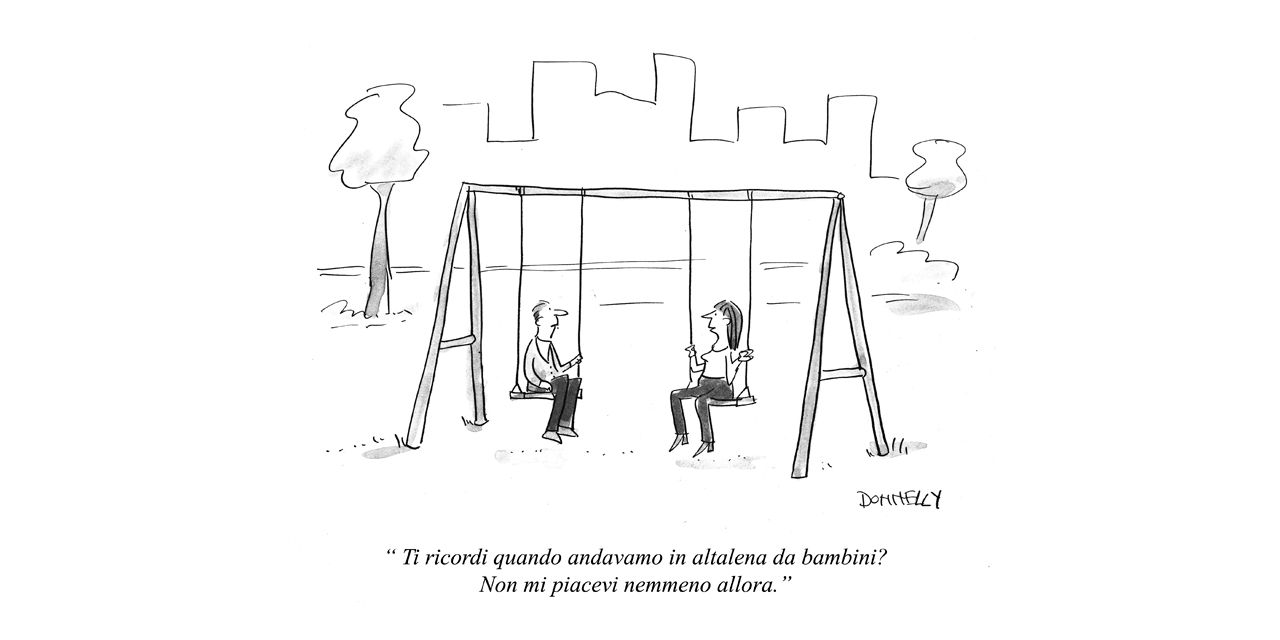 DONNELLY
“ Ti ricordi quando andavamo in altalena da bambini?
Non mi piacevi nemmeno allora.”